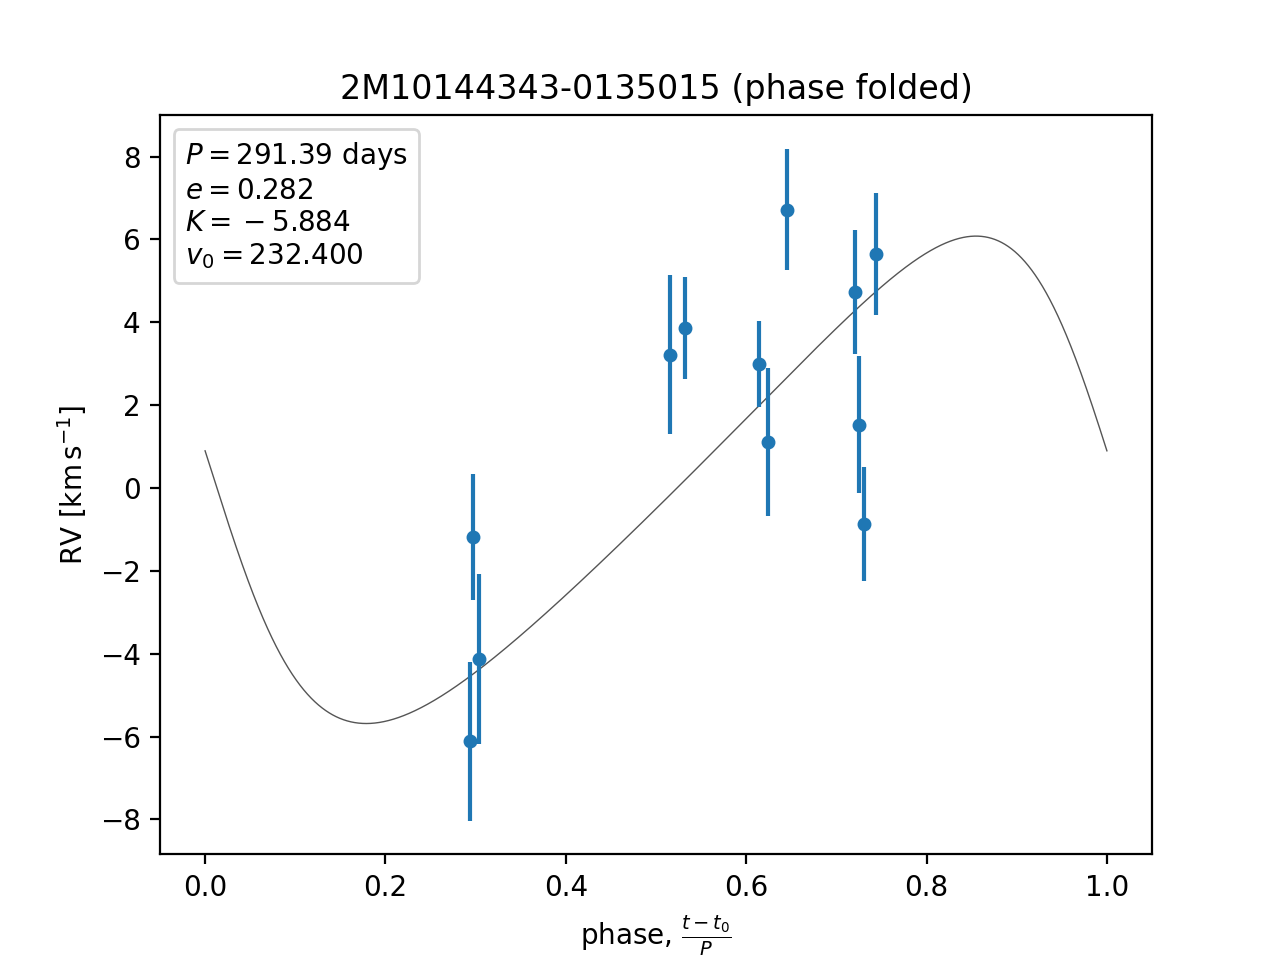 2M10144343-0135015 (phase folded)
P = 291.39 days
e = 0.282
K = −5.884
v₀ = 232.400
8
6
4
2
0
−2
−4
−6
−8
RV [km s⁻¹]
0.0 0.2 0.4 0.6 0.8 1.0
phase, (t − t₀)/P